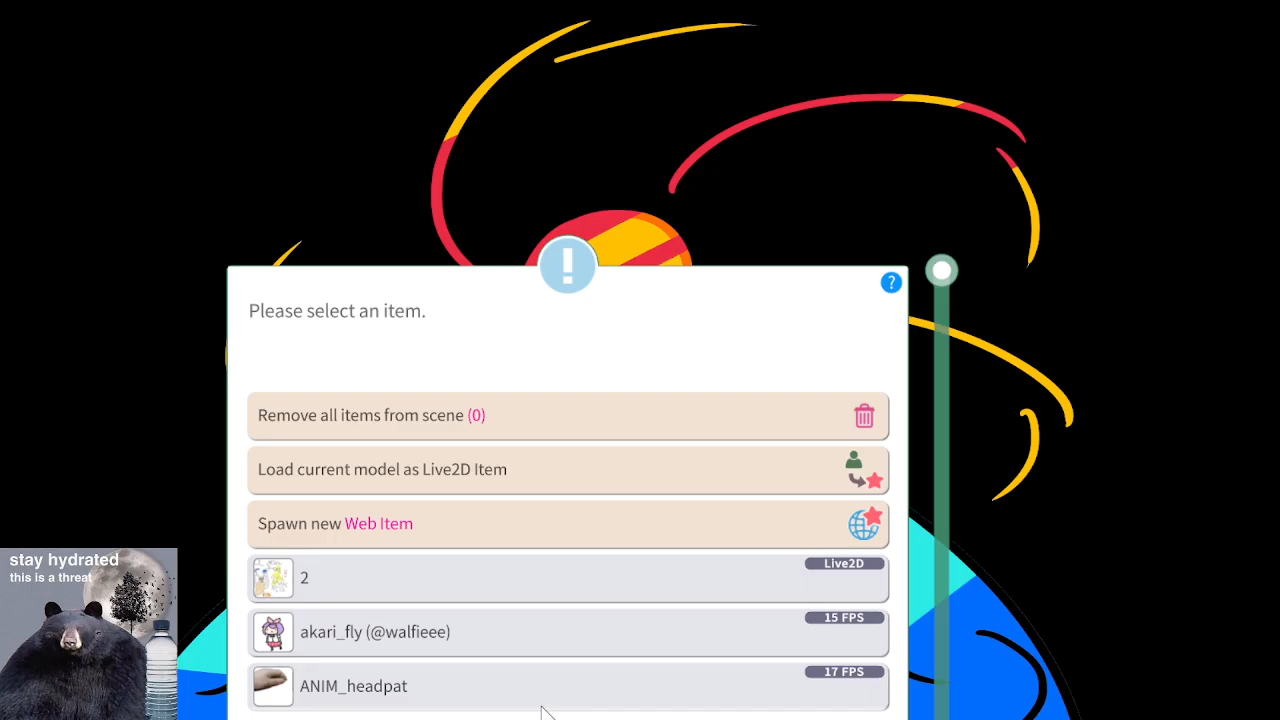 ?
Please select an item.
Remove all items from scene (0)
Load current model as Live2D Item
Spawn new Web Item
Live2D
2
15 FPS
akari_fly (@walfieee)
17 FPS
ANIM_headpat
stay hydrated
this is a threat